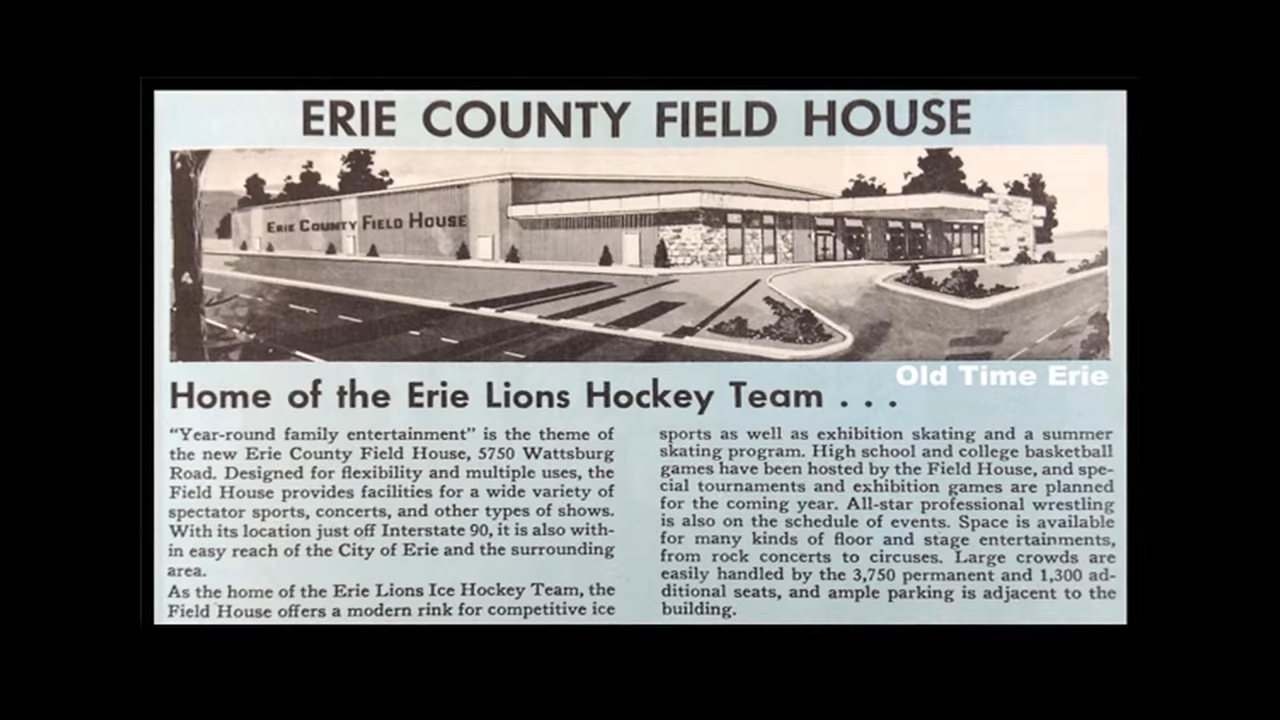 ERIE COUNTY FIELD HOUSE
ERIE COUNTY FIELD HOUSE
Old Time Erie
Home of the Erie Lions Hockey Team . . .
“Year-round family entertainment” is the theme of
the new Erie County Field House, 5750 Wattsburg
Road. Designed for flexibility and multiple uses, the
Field House provides facilities for a wide variety of
spectator sports, concerts, and other types of shows.
With its location just off Interstate 90, it is also with-
in easy reach of the City of Erie and the surrounding
area.
As the home of the Erie Lions Ice Hockey Team, the
Field House offers a modern rink for competitive ice
sports as well as exhibition skating and a summer
skating program. High school and college basketball
games have been hosted by the Field House, and spe-
cial tournaments and exhibition games are planned
for the coming year. All-star professional wrestling
is also on the schedule of events. Space is available
for many kinds of floor and stage entertainments,
from rock concerts to circuses. Large crowds are
easily handled by the 3,750 permanent and 1,300 ad-
ditional seats, and ample parking is adjacent to the
building.